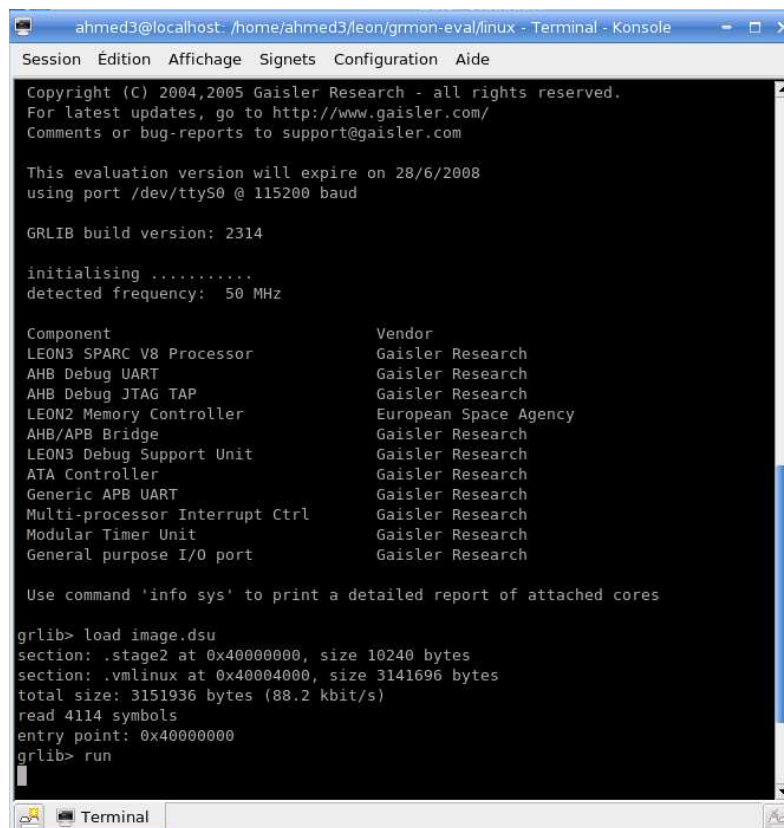 ahmed3@localhost: /home/ahmed3/leon/grmon-eval/linux - Terminal - Konsole
Session Édition Affichage Signets Configuration Aide
Copyright (C) 2004,2005 Gaisler Research - all rights reserved.
For latest updates, go to http://www.gaisler.com/
Comments or bug-reports to support@gaisler.com
This evaluation version will expire on 28/6/2008
using port /dev/ttyS0 @ 115200 baud
GRLIB build version: 2314
initialising ...........
detected frequency:  50 MHz
Component Vendor
LEON3 SPARC V8 Processor Gaisler Research
AHB Debug UART Gaisler Research
AHB Debug JTAG TAP Gaisler Research
LEON2 Memory Controller European Space Agency
AHB/APB Bridge Gaisler Research
LEON3 Debug Support Unit Gaisler Research
ATA Controller Gaisler Research
Generic APB UART Gaisler Research
Multi-processor Interrupt Ctrl Gaisler Research
Modular Timer Unit Gaisler Research
General purpose I/O port Gaisler Research
Use command 'info sys' to print a detailed report of attached cores
grlib> load image.dsu
section: .stage2 at 0x40000000, size 10240 bytes
section: .vmlinux at 0x40004000, size 3141696 bytes
total size: 3151936 bytes (88.2 kbit/s)
read 4114 symbols
entry point: 0x40000000
grlib> run
Terminal